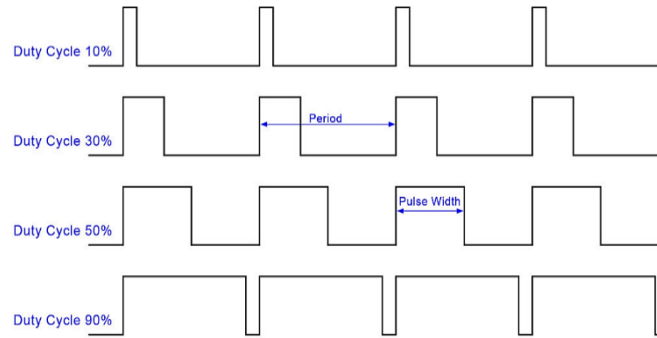 Duty Cycle 10%
Period
Duty Cycle 30%
Pulse Width
Duty Cycle 50%
Duty Cycle 90%